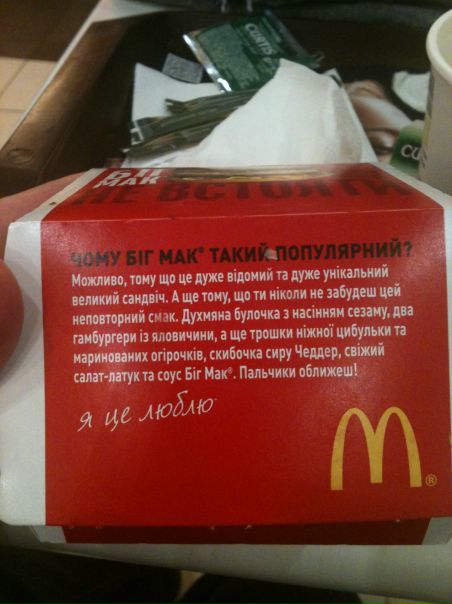 CURTIS
CU
БІГ
МАК
НЕ ВСТОЯТИ
ЧОМУ БІГ МАК® ТАКИЙ ПОПУЛЯРНИЙ?
Можливо, тому що це дуже відомий та дуже унікальний
великий сандвіч. А ще тому, що ти ніколи не забудеш цей
неповторний смак. Духмяна булочка з насінням сезаму, два
гамбургери із яловичини, а ще трошки ніжної цибульки та
маринованих огірочків, скибочка сиру Чеддер, свіжий
салат-латук та соус Біг Мак®. Пальчики оближеш!
я це люблю
M®